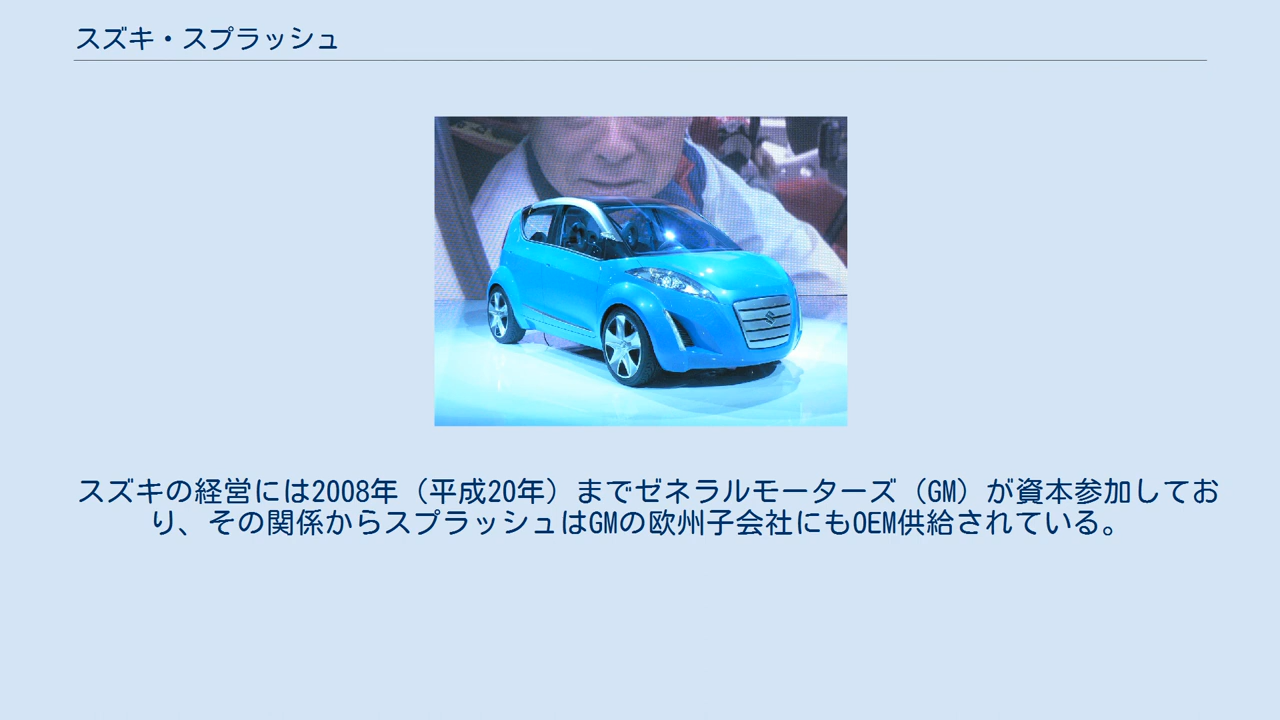 スズキ・スプラッシュ
スズキの経営には2008年（平成20年）までゼネラルモーターズ（GM）が資本参加してお
り、その関係からスプラッシュはGMの欧州子会社にもOEM供給されている。